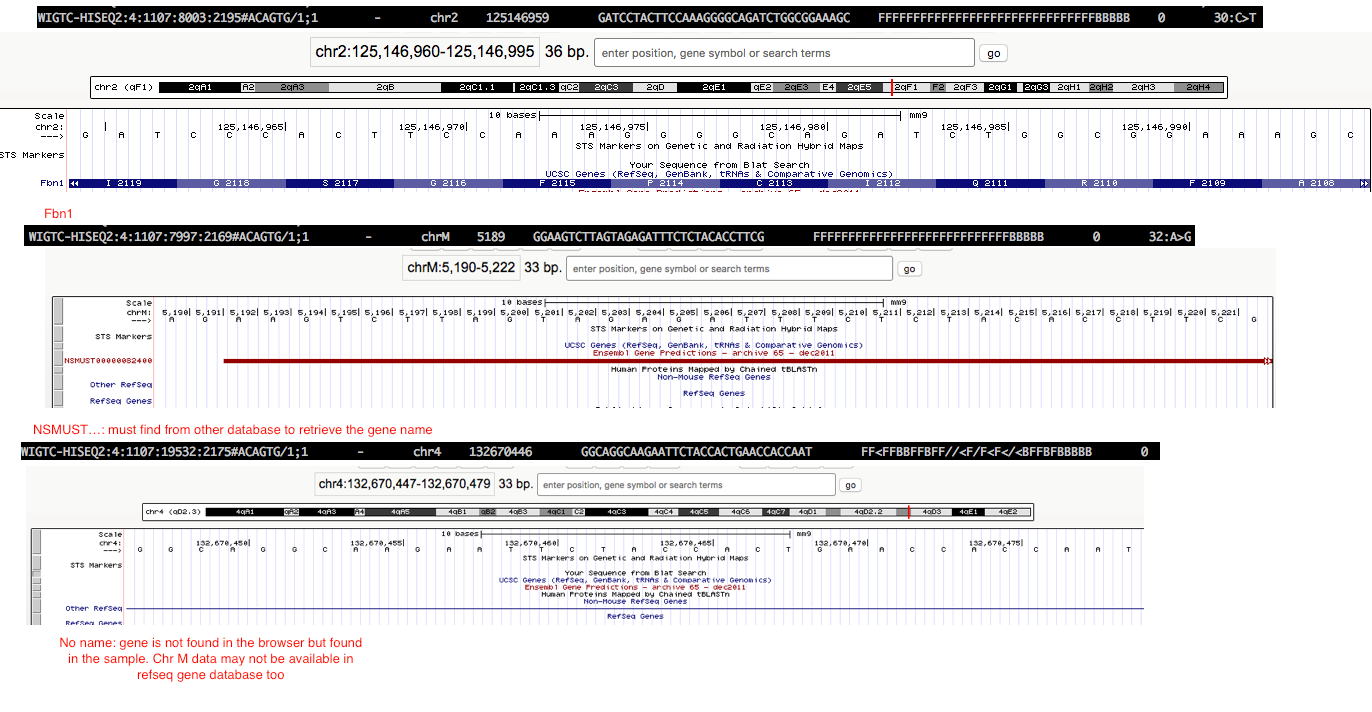 WIGTC-HISEQ2:4:1107:8003:2195#ACAGTG/1;1 - chr2 125146959 GATCCTACTTCCAAAGGGGCAGATCTGGCGGAAAGC FFFFFFFFFFFFFFFFFFFFFFFFFFFFFFFBBBBB 0 30:C>T
chr2:125,146,960-125,146,995 36 bp. enter position, gene symbol or search terms go
chr2 (qF1) 2qA1 A2 2qA3 2qB 2qC1.1 2qC1.3 qC2 2qC3 2qD 2qE1 qE2 2qE3 E4 2qE5 2qF1 F2 2qF3 2qG1 2qG3 2qH1 2qH2 2qH3 2qH4
Scale 10 bases mm9
chr2: 125,146,965| 125,146,970| 125,146,975| 125,146,980| 125,146,985| 125,146,990|
---> G A T C C C A C T T C C A A A G G G G C A G A T C T G G C G G A A A G C
STS Markers on Genetic and Radiation Hybrid Maps
STS Markers
Your Sequence from Blat Search
UCSC Genes (RefSeq, GenBank, tRNAs & Comparative Genomics)
Fbn1 I 2119 G 2118 S 2117 G 2116 F 2115 P 2114 C 2113 I 2112 Q 2111 R 2110 F 2109 A 2108
Ensembl Gene Predictions - archive 65 - dec2011
Fbn1
WIGTC-HISEQ2:4:1107:7997:2169#ACAGTG/1;1 - chrM 5189 GGAAGTCTTAGTAGAGATTTCTCTACACCTTCG FFFFFFFFFFFFFFFFFFFFFFFFFFFFBBBBB 0 32:A>G
chrM:5,190-5,222 33 bp. enter position, gene symbol or search terms go
Scale 10 bases mm9
chrM: 5,190| 5,191| 5,192| 5,193| 5,194| 5,195| 5,196| 5,197| 5,198| 5,199| 5,200| 5,201| 5,202| 5,203| 5,204| 5,205| 5,206| 5,207| 5,208| 5,209| 5,210| 5,211| 5,212| 5,213| 5,214| 5,215| 5,216| 5,217| 5,218| 5,219| 5,220| 5,221|
---> A G A A G T C T T A G T A G A G A T T T C T C T A C A C C T T C G
STS Markers on Genetic and Radiation Hybrid Maps
STS Markers
UCSC Genes (RefSeq, GenBank, tRNAs & Comparative Genomics)
Ensembl Gene Predictions - archive 65 - dec2011
NSMUST00000082400
Human Proteins Mapped by Chained tBLASTn
Non-Mouse RefSeq Genes
Other RefSeq
RefSeq Genes
RefSeq Genes
NSMUST...: must find from other database to retrieve the gene name
WIGTC-HISEQ2:4:1107:19532:2175#ACAGTG/1;1 - chr4 132670446 GGCAGGCAAGAATTCTACCACTGAACCACCAAT FF<FFBBFFBFF//<F/F<F</<BFFBFBBBBB 0
chr4:132,670,447-132,670,479 33 bp. enter position, gene symbol or search terms go
chr4 (qD2.3) 4qA1 qA2 4qA3 A4 4qA5 4qB1 qB2 4qB3 4qC1 C2 4qC3 4qC4 4qC5 4qC6 4qC7 4qD1 4qD2.2 4qD3 4qE1 4qE2
Scale 10 bases mm9
chr4: 132,670,450| 132,670,455| 132,670,460| 132,670,465| 132,670,470| 132,670,475|
---> G G C A G G C A A G A A T T C T A C C A C T G A A C C A C C A A T
STS Markers on Genetic and Radiation Hybrid Maps
STS Markers
Your Sequence from Blat Search
UCSC Genes (RefSeq, GenBank, tRNAs & Comparative Genomics)
Ensembl Gene Predictions - archive 65 - dec2011
Human Proteins Mapped by Chained tBLASTn
Non-Mouse RefSeq Genes
Other RefSeq
RefSeq Genes
RefSeq Genes
No name: gene is not found in the browser but found
in the sample. Chr M data may not be available in
refseq gene database too